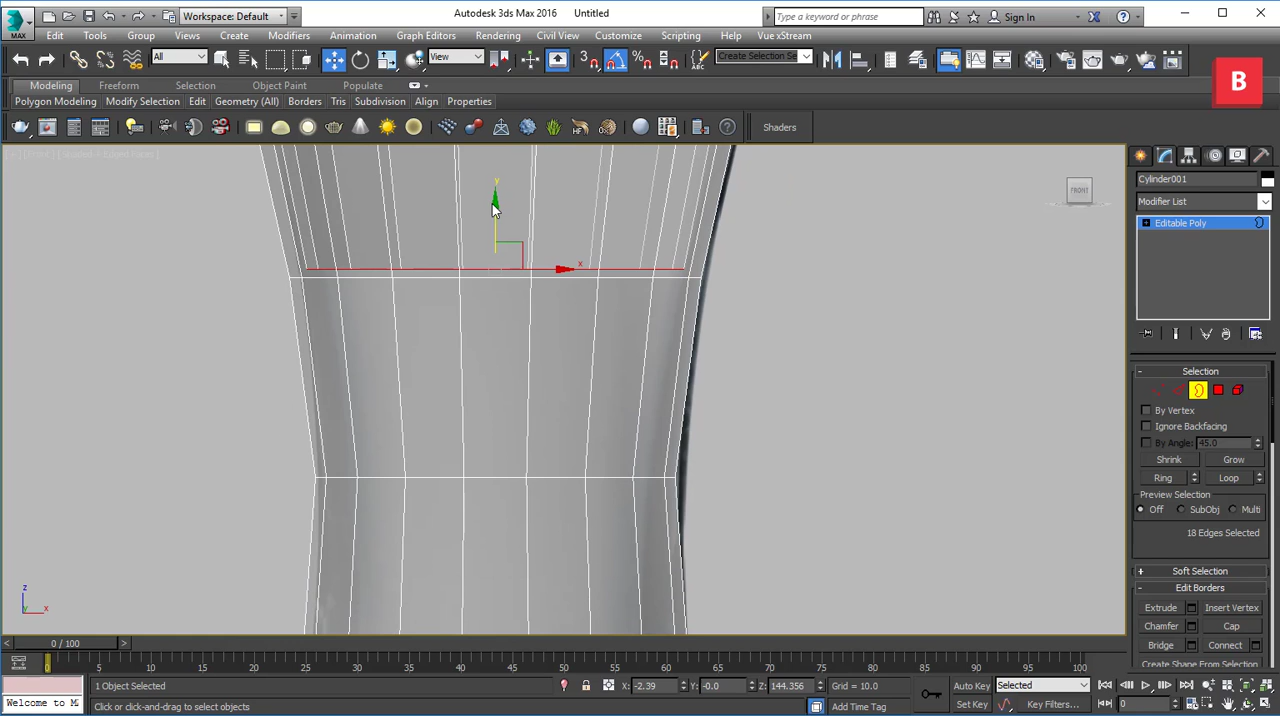 MAX
Workspace: Default
Autodesk 3ds Max 2016 Untitled
Type a keyword or phrase
Sign In
Edit Tools Group Views Create Modifiers Animation Graph Editors Rendering Civil View Customize Scripting Help Vue xStream
All
View
3
%
Create Selection Se
B
Modeling Freeform Selection Object Paint Populate
Polygon Modeling Modify Selection Edit Geometry (All) Borders Tris Subdivision Align Properties
HF
Shaders
FRONT
y
x
Cylinder001
Modifier List
Editable Poly
Selection
By Vertex
Ignore Backfacing
By Angle: 45.0
Shrink Grow
Ring Loop
Preview Selection
Off SubObj Multi
18 Edges Selected
Soft Selection
Edit Borders
Extrude Insert Vertex
Chamfer Cap
Bridge Connect
Create Shape From Selection
z
y x
0 / 100
0 5 10 15 20 25 30 35 40 45 50 55 60 65 70 75 80 85 90 95 100
1 Object Selected
X: -2.39 Y: -0.0 Z: 144.356 Grid = 10.0
Auto Key Selected
Welcome to M
Click or click-and-drag to select objects
Add Time Tag
Set Key Key Filters...
0